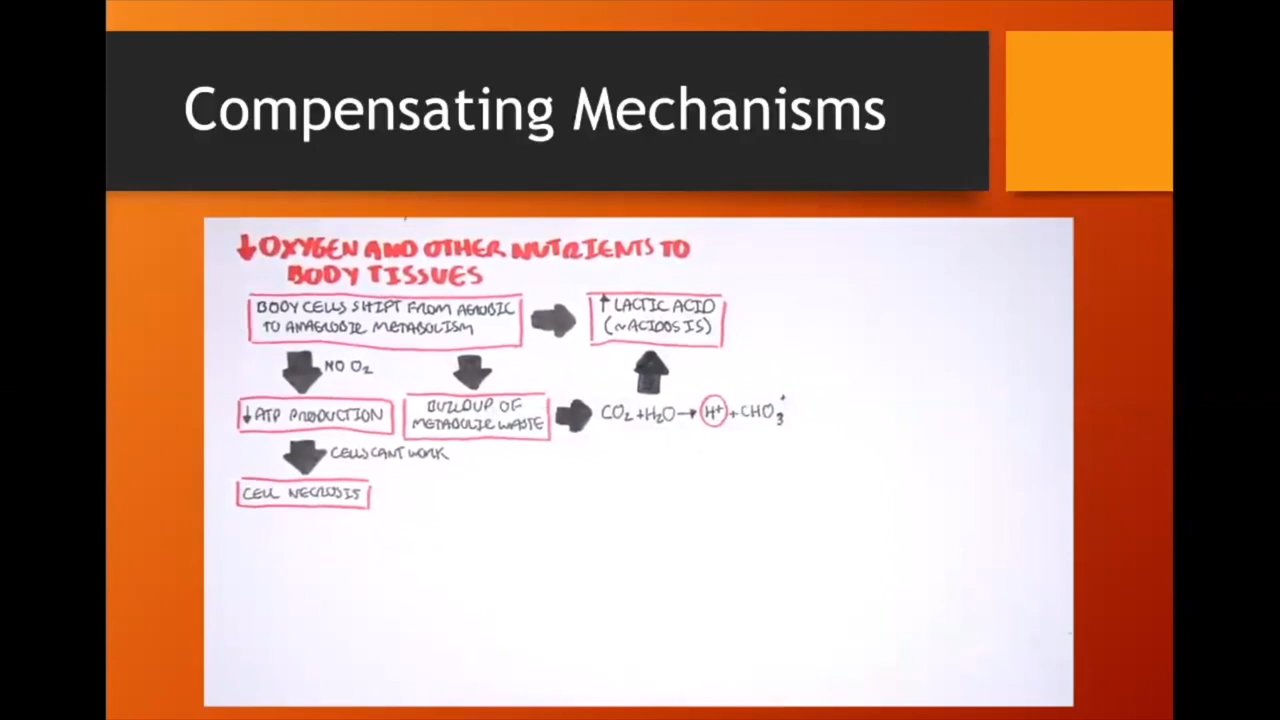 Compensating Mechanisms
↓ OXYGEN AND OTHER NUTRIENTS TO
BODY TISSUES
BODY CELLS SHIFT FROM AEROBIC
TO ANAEROBIC METABOLISM
↑ LACTIC ACID
(~ACIDOSIS)
NO O₂
↓ ATP PRODUCTION
BUILDUP OF
METABOLIC WASTE
CO₂ + H₂O → H⁺ + CHO₃⁺
CELLS CANT WORK
CELL NECROSIS